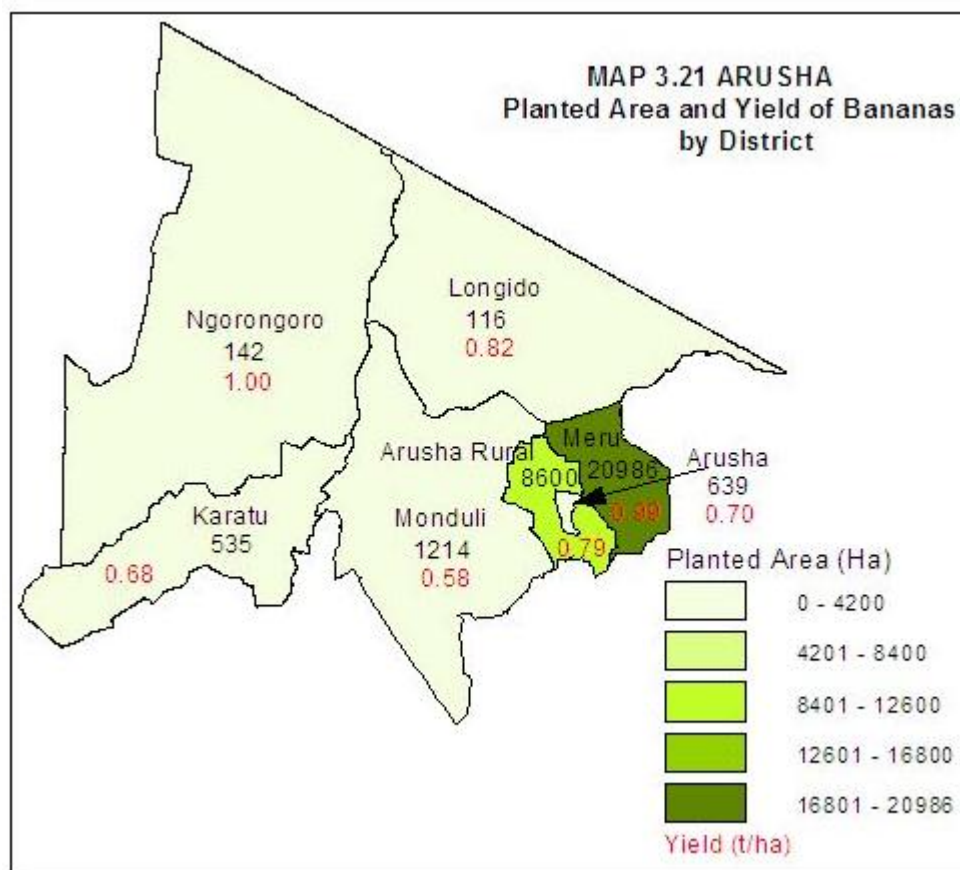 MAP 3.21 ARUSHA
Planted Area and Yield of Bananas
by District
Longido
116
0.82
Ngorongoro
142
1.00
Meru
20986
0.99
Arusha Rural
8600
0.79
Arusha
639
0.70
Karatu
535
0.68
Monduli
1214
0.58
Planted Area (Ha)
0 - 4200
4201 - 8400
8401 - 12600
12601 - 16800
16801 - 20986
Yield (t/ha)